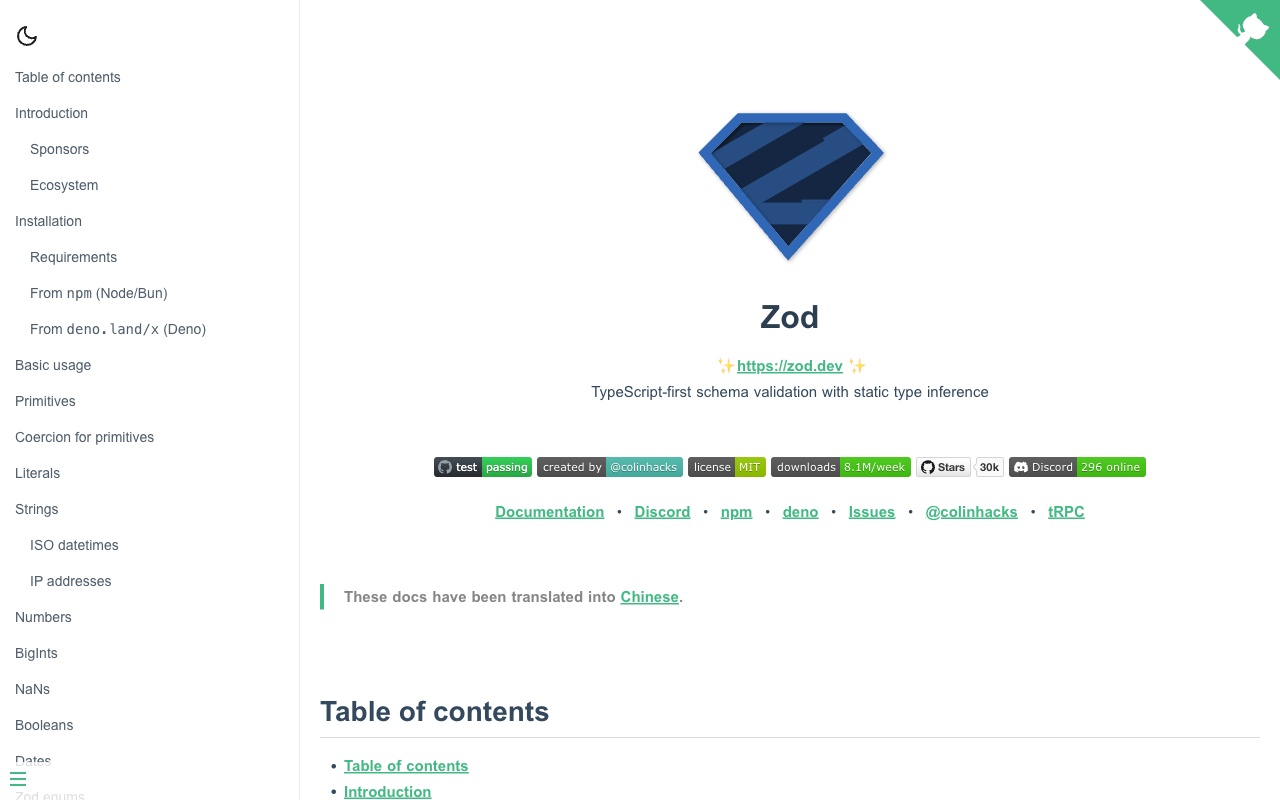 Table of contents
Introduction
Sponsors
Ecosystem
Installation
Requirements
From npm (Node/Bun)
From deno.land/x (Deno)
Basic usage
Primitives
Coercion for primitives
Literals
Strings
ISO datetimes
IP addresses
Numbers
BigInts
NaNs
Booleans
Dates
Zod enums
Zod
✨https://zod.dev ✨
TypeScript-first schema validation with static type inference
test passing created by @colinhacks license MIT downloads 8.1M/week Stars 30k Discord 296 online
Documentation • Discord • npm • deno • Issues • @colinhacks • tRPC
These docs have been translated into Chinese.
Table of contents
• Table of contents
• Introduction